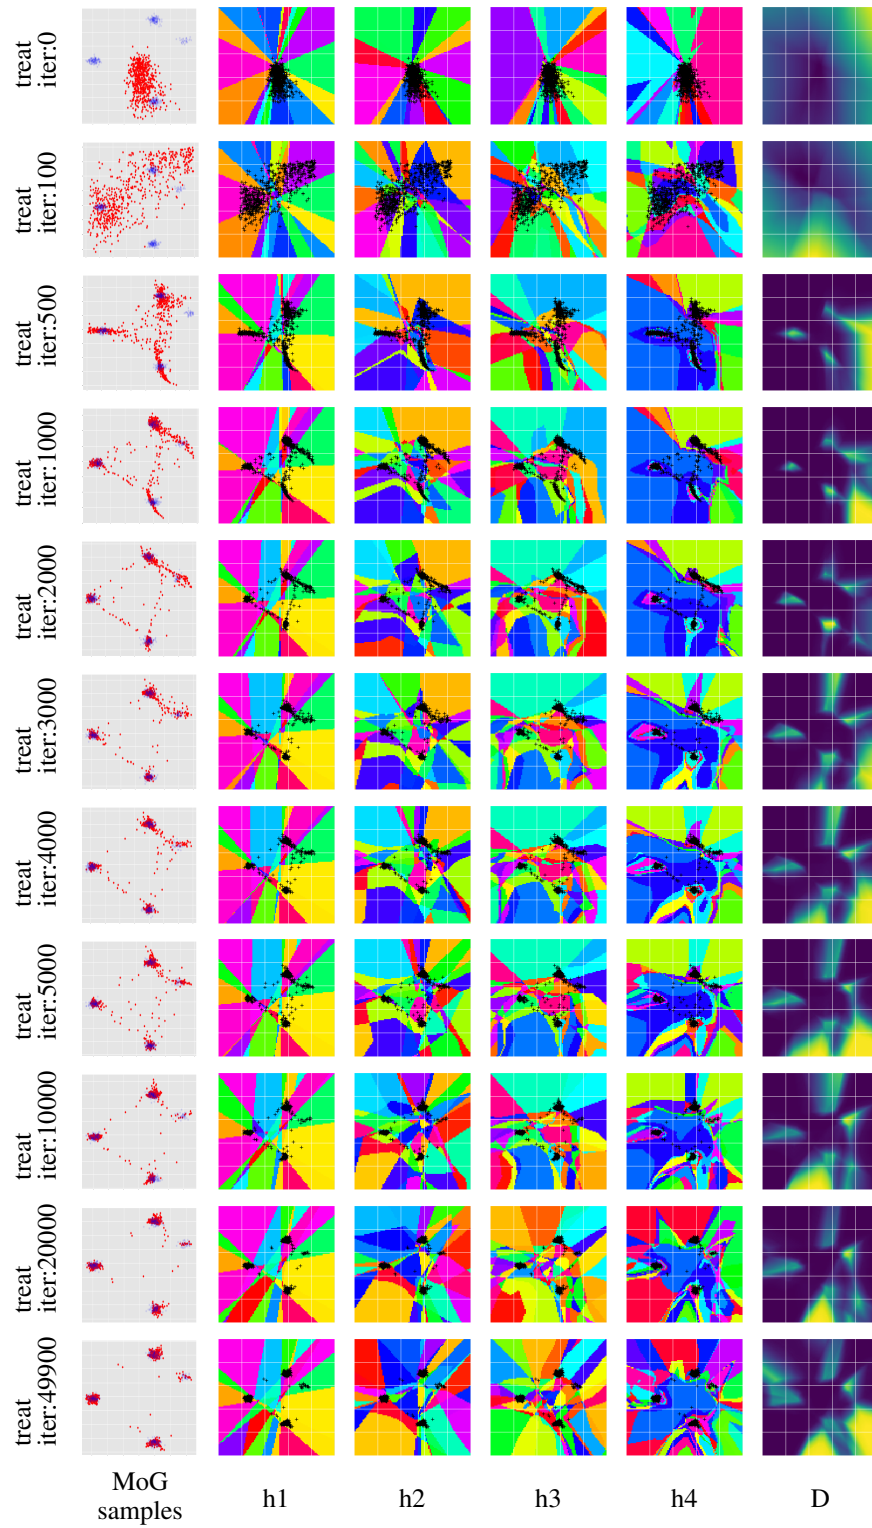 treat
iter:0
treat
iter:100
treat
iter:500
treat
iter:1000
treat
iter:2000
treat
iter:3000
treat
iter:4000
treat
iter:5000
treat
iter:10000
treat
iter:20000
treat
iter:49900
MoG
samples
h1
h2
h3
h4
D